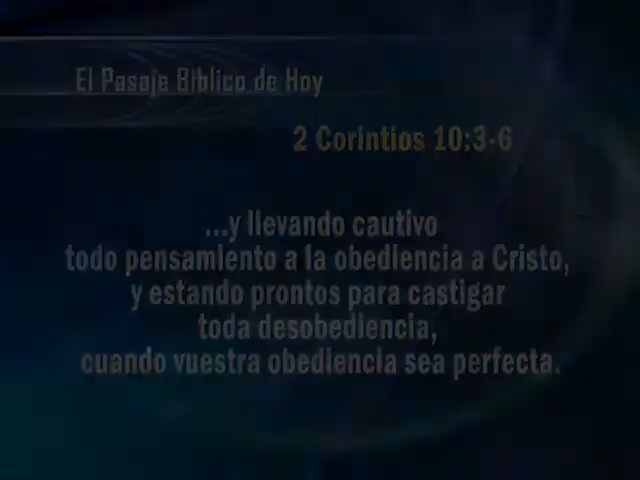 El Pasaje Bíblico de Hoy
2 Corintios 10:3-6
...y llevando cautivo
todo pensamiento a la obediencia a Cristo,
y estando prontos para castigar
toda desobediencia,
cuando vuestra obediencia sea perfecta.